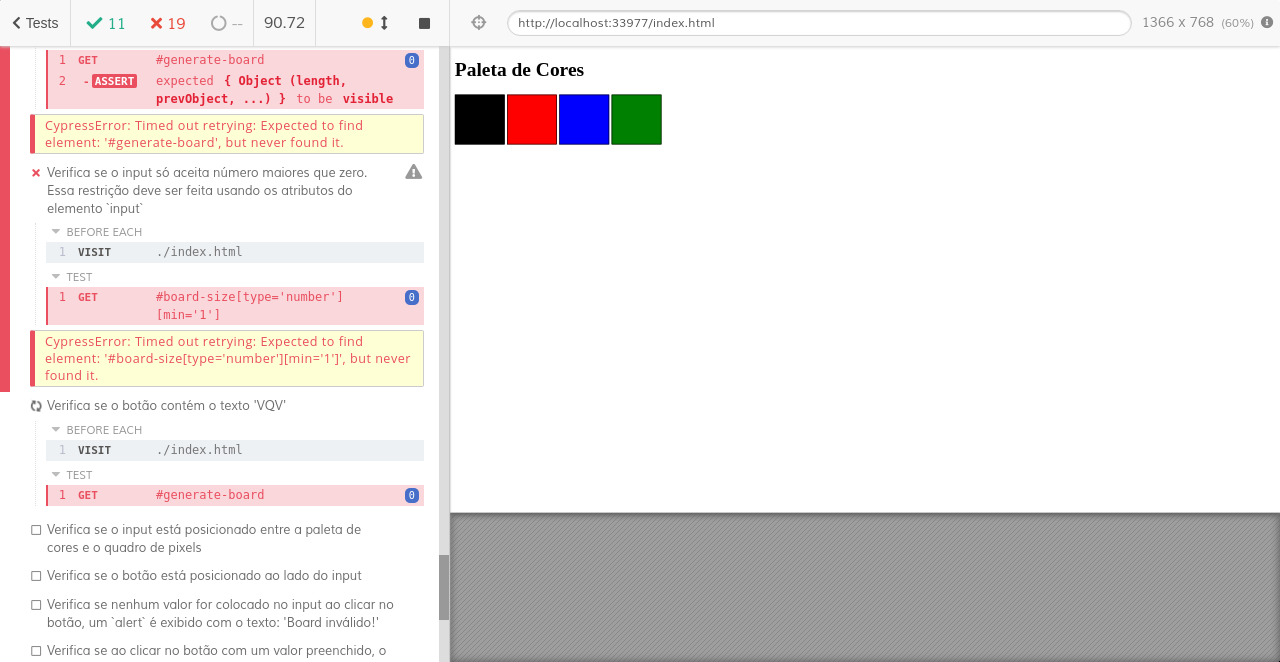 Tests
11
19
--
90.72
http://localhost:33977/index.html
1366 x 768 (60%)
1 GET #generate-board 0
2 -ASSERT expected { Object (length,
prevObject, ...) } to be visible
CypressError: Timed out retrying: Expected to find
element: '#generate-board', but never found it.
Verifica se o input só aceita número maiores que zero.
Essa restrição deve ser feita usando os atributos do
elemento `input`
BEFORE EACH
1 VISIT ./index.html
TEST
1 GET #board-size[type='number'] 0
[min='1']
CypressError: Timed out retrying: Expected to find
element: '#board-size[type='number'][min='1']', but never
found it.
Verifica se o botão contém o texto 'VQV'
BEFORE EACH
1 VISIT ./index.html
TEST
1 GET #generate-board 0
Verifica se o input está posicionado entre a paleta de
cores e o quadro de pixels
Verifica se o botão está posicionado ao lado do input
Verifica se nenhum valor for colocado no input ao clicar no
botão, um `alert` é exibido com o texto: 'Board inválido!'
Verifica se ao clicar no botão com um valor preenchido, o
Paleta de Cores